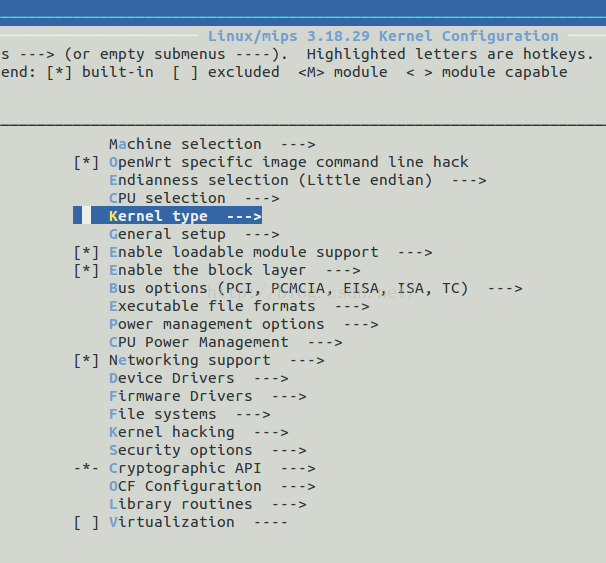 Linux/mips 3.18.29 Kernel Configuration
s ---> (or empty submenus ----).  Highlighted letters are hotkeys.
end: [*] built-in  [ ] excluded  <M> module  < > module capable
Machine selection  --->
[*] OpenWrt specific image command line hack
Endianness selection (Little endian)  --->
CPU selection  --->
Kernel type  --->
General setup  --->
[*] Enable loadable module support  --->
[*] Enable the block layer  --->
Bus options (PCI, PCMCIA, EISA, ISA, TC)  --->
Executable file formats  --->
Power management options  --->
CPU Power Management  --->
[*] Networking support  --->
Device Drivers  --->
Firmware Drivers  --->
File systems  --->
Kernel hacking  --->
Security options  --->
-*- Cryptographic API  --->
OCF Configuration  --->
Library routines  --->
[ ] Virtualization  ----